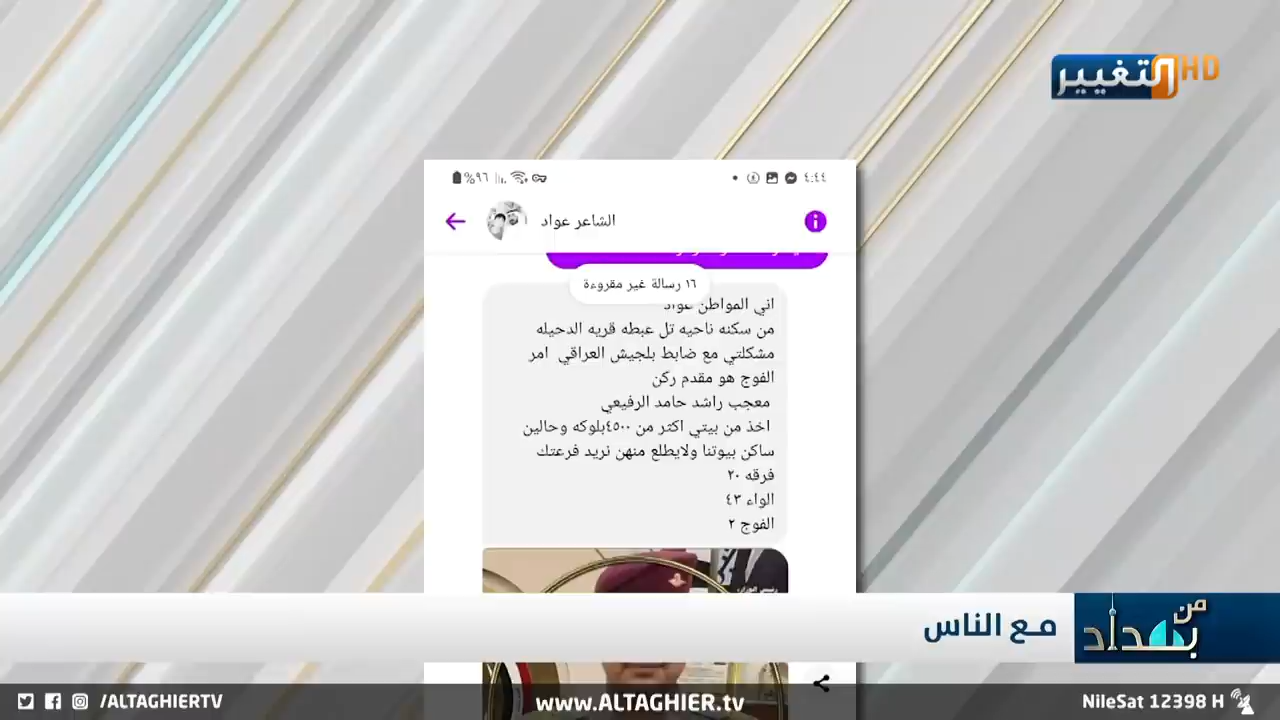 التغيير HD
٩٦%
٤:٤٤
الشاعر عواد
١٦ رسالة غير مقروءة
اني المواطن عواد
من سكنه ناحيه تل عبطه قريه الدحيله
مشكلتي مع ضابط بلجيش العراقي امر
الفوج هو مقدم ركن
معجب راشد حامد الرفيعي
اخذ من بيتي اكثر من ٤٥٠٠بلوكه وحالين
ساكن بيوتنا ولايطلع منهن نريد فرعتك
فرقه ٢٠
الواء ٤٣
الفوج ٢
من بغداد
مـع الناس
/ALTAGHIERTV
www.ALTAGHIER.tv
NileSat 12398 H